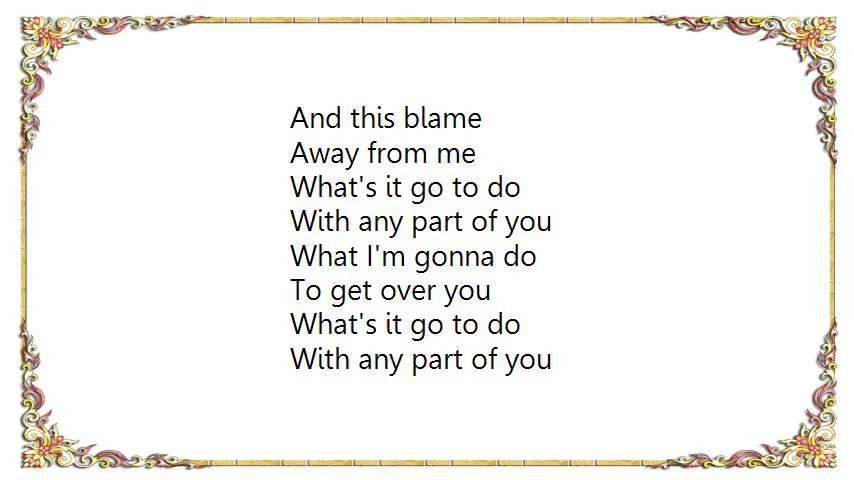 And this blame
Away from me
What's it go to do
With any part of you
What I'm gonna do
To get over you
What's it go to do
With any part of you